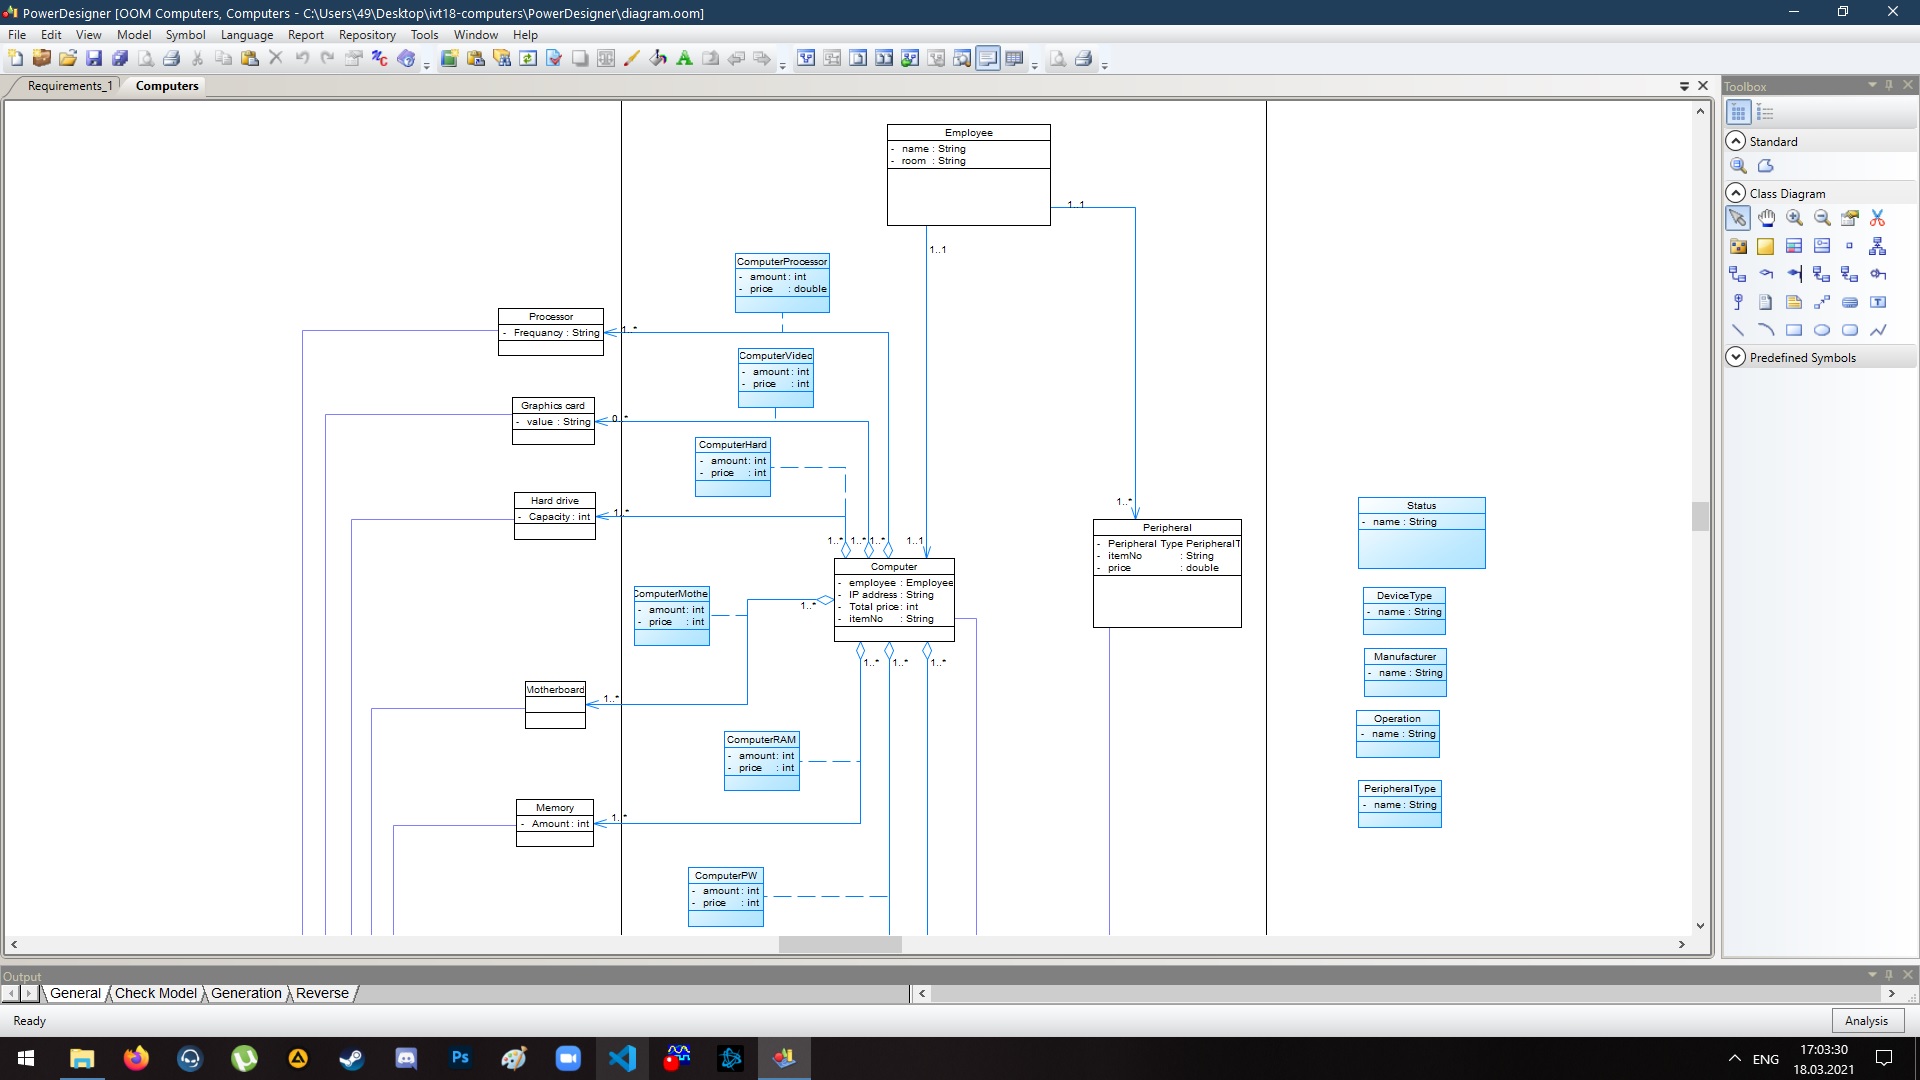 PowerDesigner [OOM Computers, Computers - C:\Users\49\Desktop\ivt18-computers\PowerDesigner\diagram.oom]
File Edit View Model Symbol Language Report Repository Tools Window Help
Requirements_1 Computers
Toolbox
Standard
Class Diagram
Predefined Symbols
Employee
- name : String
- room : String
1..1
1..1
ComputerProcessor
- amount : int
- price : double
Processor
- Frequancy : String
1..*
ComputerVideo
- amount : int
- price : int
Graphics card
- value : String
0..*
ComputerHard
- amount : int
- price : int
Hard drive
- Capacity : int
1..*
1..* 1..* 1..* 1..1
1..*
Computer
- employee : Employee
- IP address : String
- Total price : int
- itemNo : String
Peripheral
- Peripheral Type PeripheralT
- itemNo : String
- price : double
ComputerMothe
- amount : int
- price : int
1..*
1..* 1..* 1..*
Motherboard
1..*
ComputerRAM
- amount : int
- price : int
Memory
- Amount : int
1..*
ComputerPW
- amount : int
- price : int
Status
- name : String
DeviceType
- name : String
Manufacturer
- name : String
Operation
- name : String
PeripheralType
- name : String
Output
General Check Model Generation Reverse
Ready
Analysis
Ps
ENG
17:03:30
18.03.2021